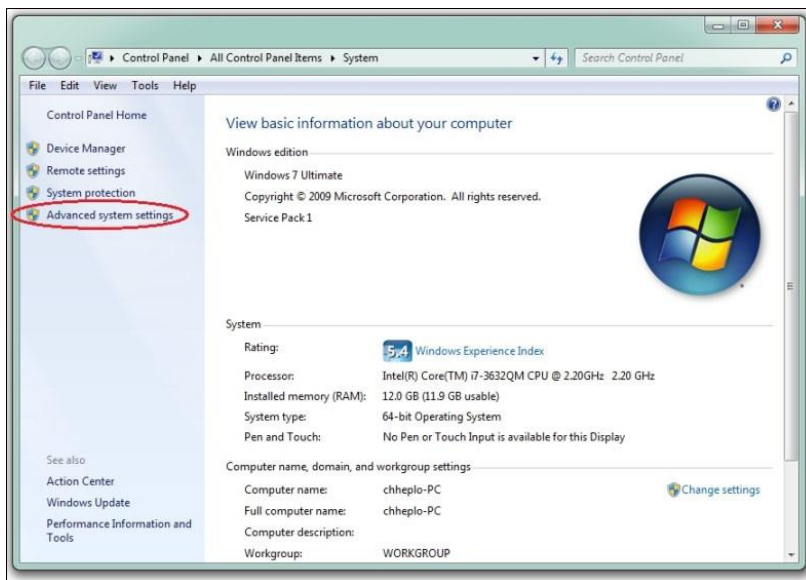 Control Panel ▸ All Control Panel Items ▸ System
Search Control Panel
File Edit View Tools Help
Control Panel Home
Device Manager
Remote settings
System protection
Advanced system settings
See also
Action Center
Windows Update
Performance Information and
Tools
View basic information about your computer
Windows edition
Windows 7 Ultimate
Copyright © 2009 Microsoft Corporation. All rights reserved.
Service Pack 1
System
Rating: 5,4 Windows Experience Index
Processor: Intel(R) Core(TM) i7-3632QM CPU @ 2.20GHz 2.20 GHz
Installed memory (RAM): 12.0 GB (11.9 GB usable)
System type: 64-bit Operating System
Pen and Touch: No Pen or Touch Input is available for this Display
Computer name, domain, and workgroup settings
Computer name: chheplo-PC Change settings
Full computer name: chheplo-PC
Computer description:
Workgroup: WORKGROUP